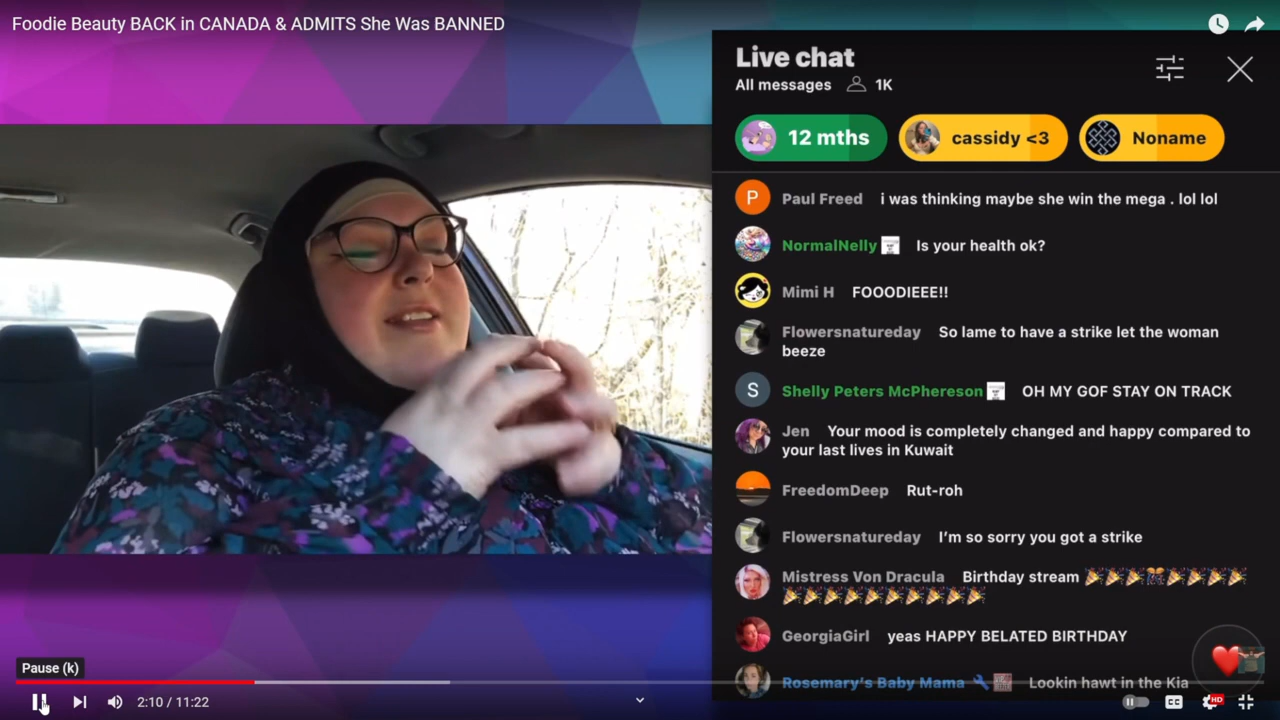 Foodie Beauty BACK in CANADA & ADMITS She Was BANNED
Live chat
All messages 1K
12 mths cassidy <3 Noname
P Paul Freed i was thinking maybe she win the mega . lol lol
NormalNelly Is your health ok?
Mimi H FOOODIEEE!!
Flowersnatureday So lame to have a strike let the woman
beeze
S Shelly Peters McPhereson OH MY GOF STAY ON TRACK
Jen Your mood is completely changed and happy compared to
your last lives in Kuwait
FreedomDeep Rut-roh
Flowersnatureday I'm so sorry you got a strike
Mistress Von Dracula Birthday stream 🎉🎉🎉🎊🎉🎉🎉🎉
🎉🎉🎉🎉🎉🎉🎉🎉🎉🎉
GeorgiaGirl yeas HAPPY BELATED BIRTHDAY
Rosemary's Baby Mama Lookin hawt in the Kia
Pause (k)
2:10 / 11:22
CC HD